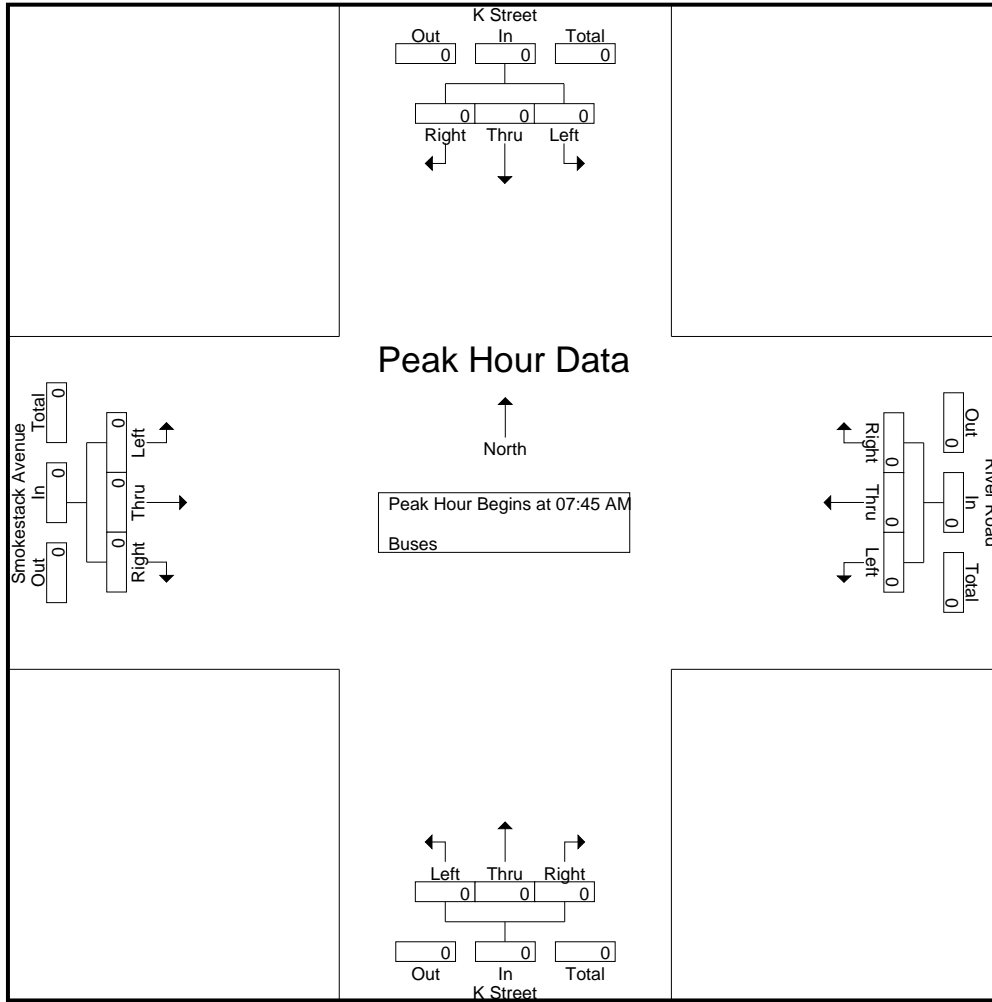 K Street
Out In Total
0 0 0
0 0 0
Right Thru Left
Peak Hour Data
North
Peak Hour Begins at 07:45 AM
Buses
Smokestack Avenue
Total In Out
0 0 0
0 0 0
Left Thru Right
River Road
Out In Total
0 0 0
0 0 0
Right Thru Left
Left Thru Right
0 0 0
0 0 0
Out In Total
K Street